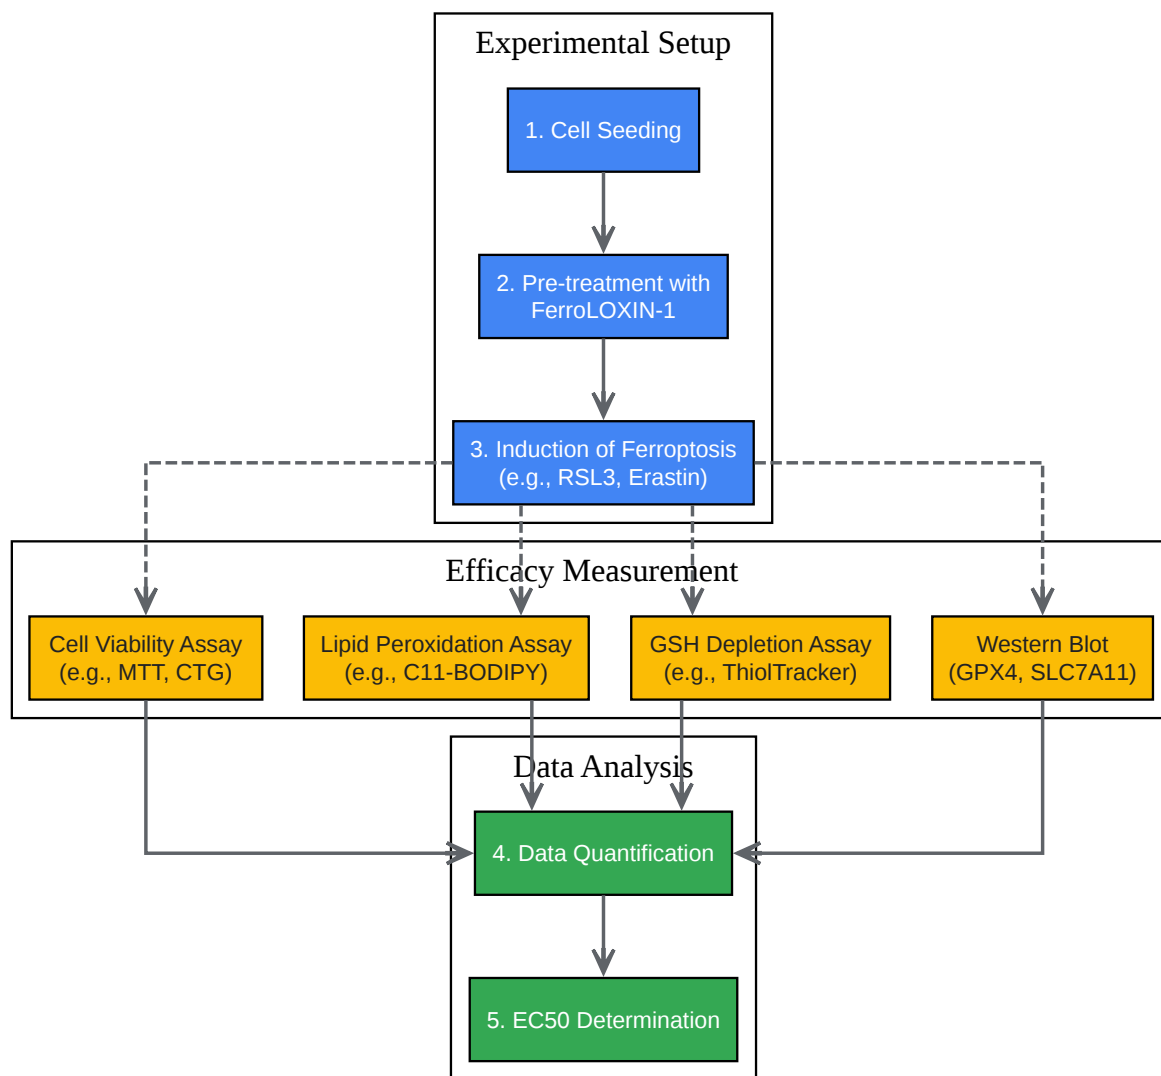 Experimental Setup
1. Cell Seeding
2. Pre-treatment with
FerroLOXIN-1
3. Induction of Ferroptosis
(e.g., RSL3, Erastin)
Efficacy Measurement
Cell Viability Assay
(e.g., MTT, CTG)
Lipid Peroxidation Assay
(e.g., C11-BODIPY)
GSH Depletion Assay
(e.g., ThiolTracker)
Western Blot
(GPX4, SLC7A11)
Data Analysis
4. Data Quantification
5. EC50 Determination